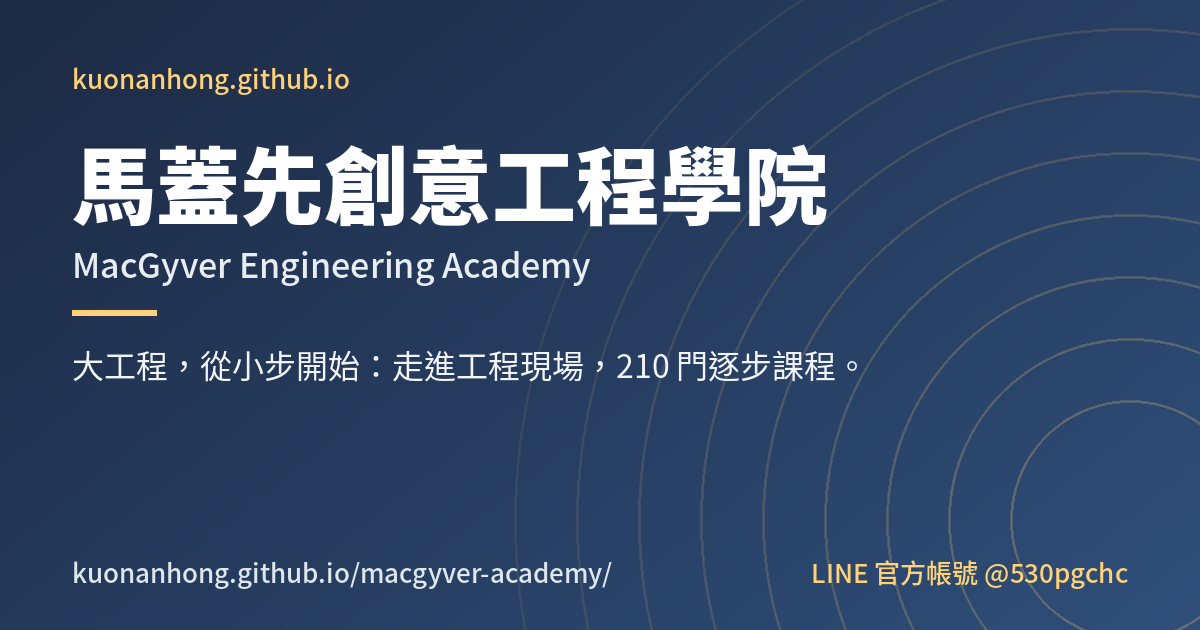 kuonanhong.github.io
馬蓋先創意工程學院
MacGyver Engineering Academy
大工程，從小步開始：走進工程現場，210 門逐步課程。
kuonanhong.github.io/macgyver-academy/
LINE 官方帳號 @530pgchc